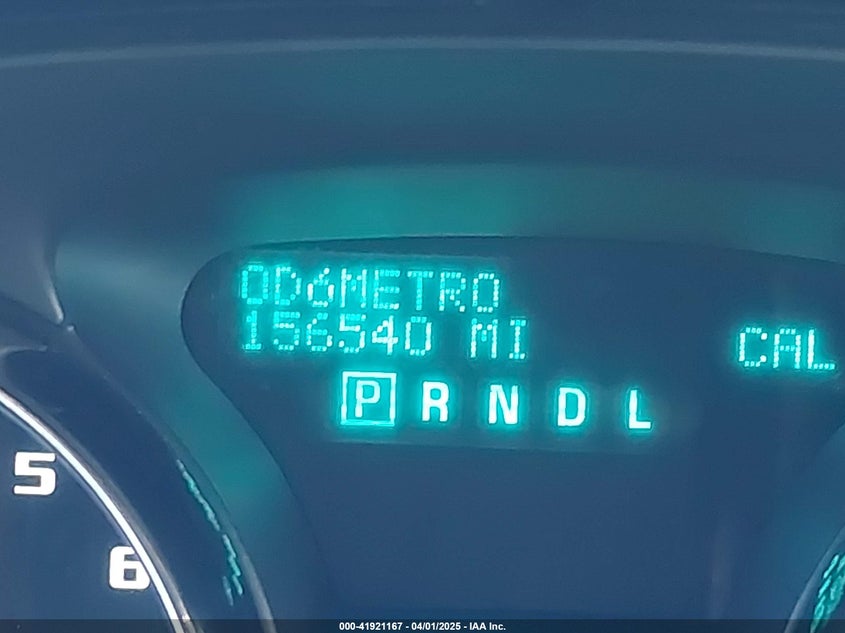 ODóMETRO
156540 MI
CAL
P R N D L
5
6
000-41921167 - 04/01/2025 - IAA Inc.